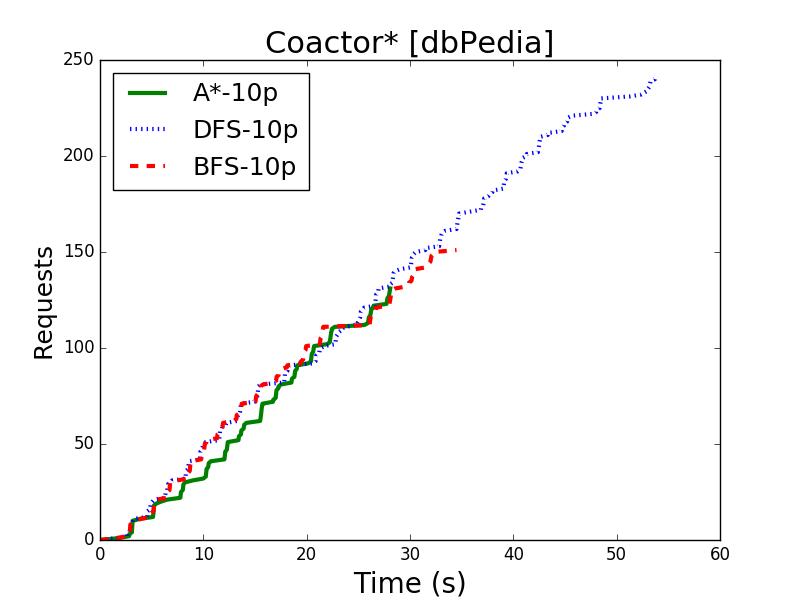 Coactor* [dbPedia]
250
200
150
100
50
0
Requests
A*-10p
DFS-10p
BFS-10p
0 10 20 30 40 50 60
Time (s)